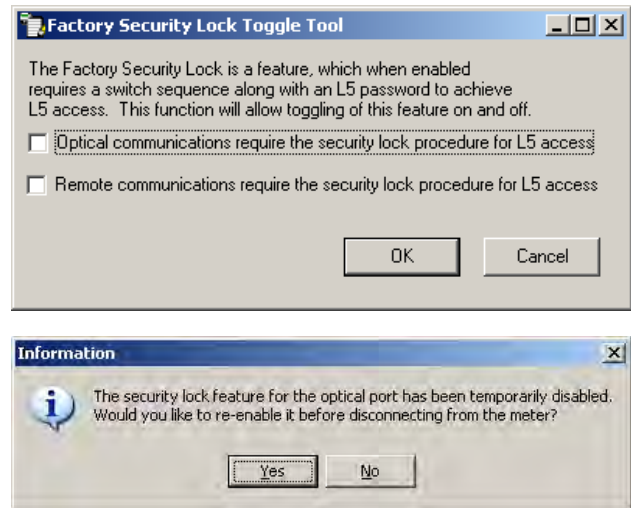 Factory Security Lock Toggle Tool
The Factory Security Lock is a feature, which when enabled
requires a switch sequence along with an L5 password to achieve
L5 access. This function will allow toggling of this feature on and off.
Optical communications require the security lock procedure for L5 access
Remote communications require the security lock procedure for L5 access
OK Cancel
Information
The security lock feature for the optical port has been temporarily disabled.
Would you like to re-enable it before disconnecting from the meter?
Yes No